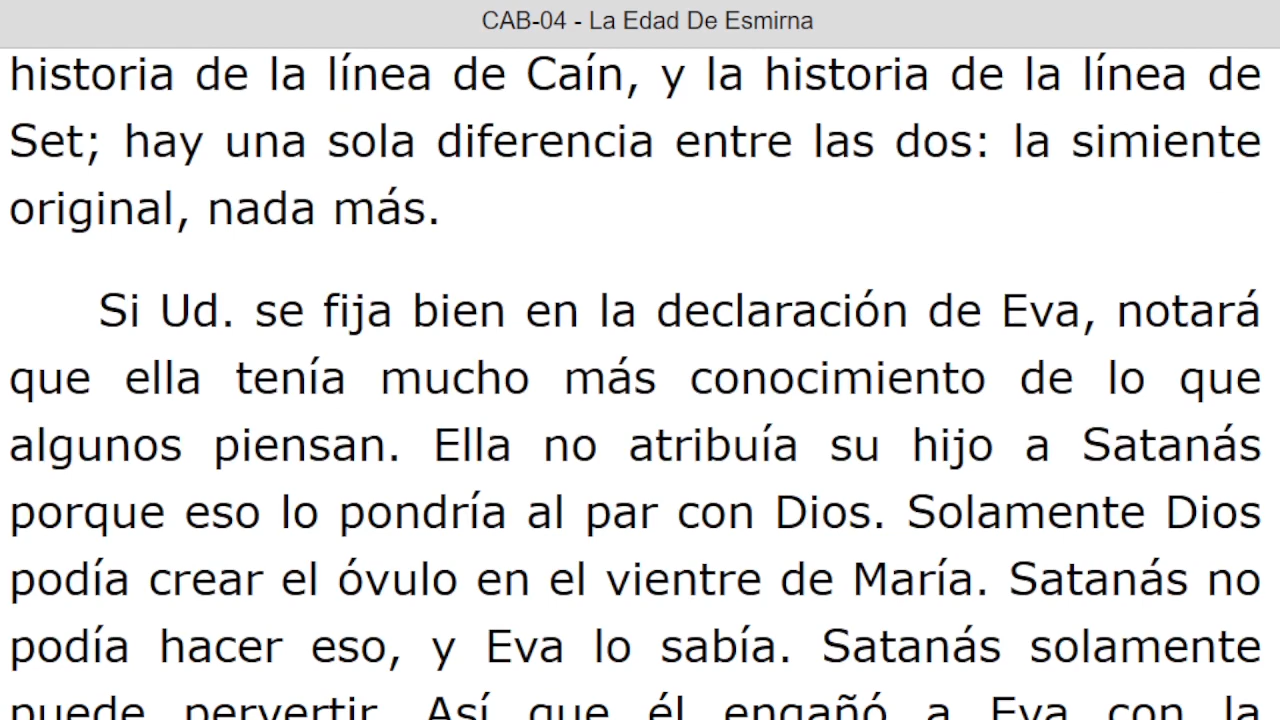 CAB-04 - La Edad De Esmirna
historia de la línea de Caín, y la historia de la línea de
Set; hay una sola diferencia entre las dos: la simiente
original, nada más.
Si Ud. se fija bien en la declaración de Eva, notará
que ella tenía mucho más conocimiento de lo que
algunos piensan. Ella no atribuía su hijo a Satanás
porque eso lo pondría al par con Dios. Solamente Dios
podía crear el óvulo en el vientre de María. Satanás no
podía hacer eso, y Eva lo sabía. Satanás solamente
puede pervertir. Así que él engañó a Eva con la